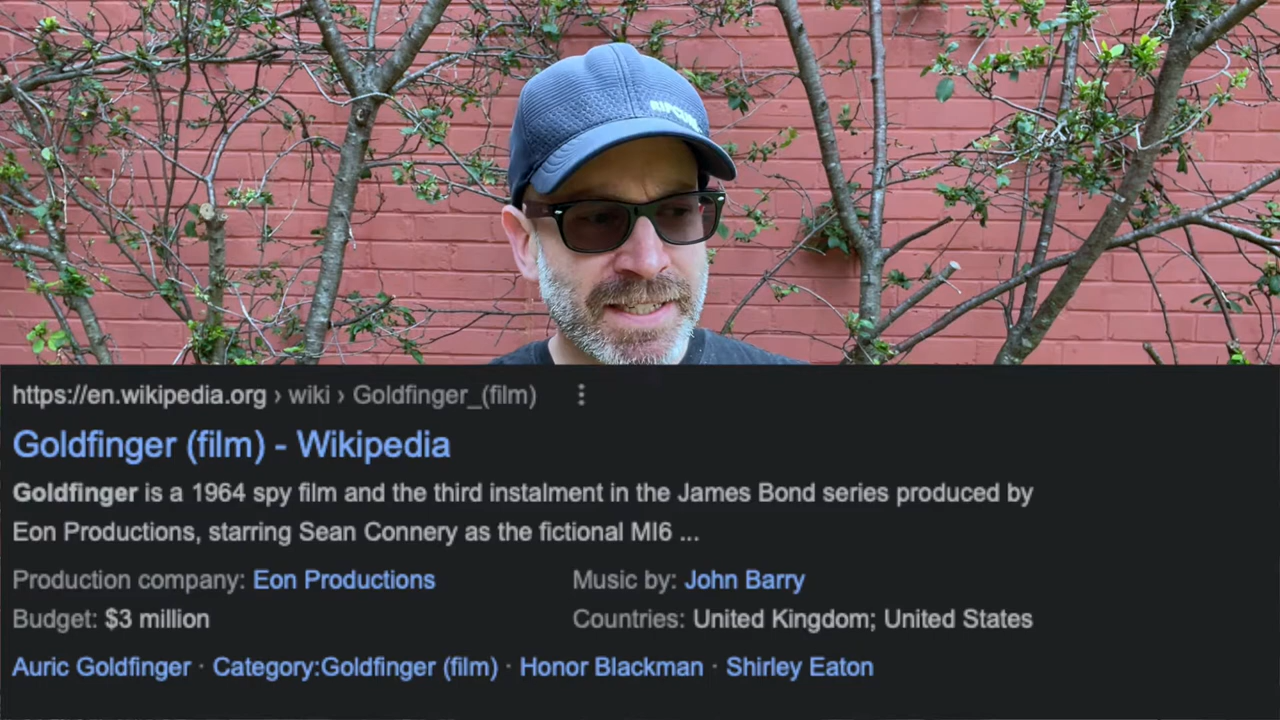 RIPCURL
https://en.wikipedia.org › wiki › Goldfinger_(film)
Goldfinger (film) - Wikipedia
Goldfinger is a 1964 spy film and the third instalment in the James Bond series produced by
Eon Productions, starring Sean Connery as the fictional MI6 ...
Production company: Eon Productions
Music by: John Barry
Budget: $3 million
Countries: United Kingdom; United States
Auric Goldfinger · Category:Goldfinger (film) · Honor Blackman · Shirley Eaton